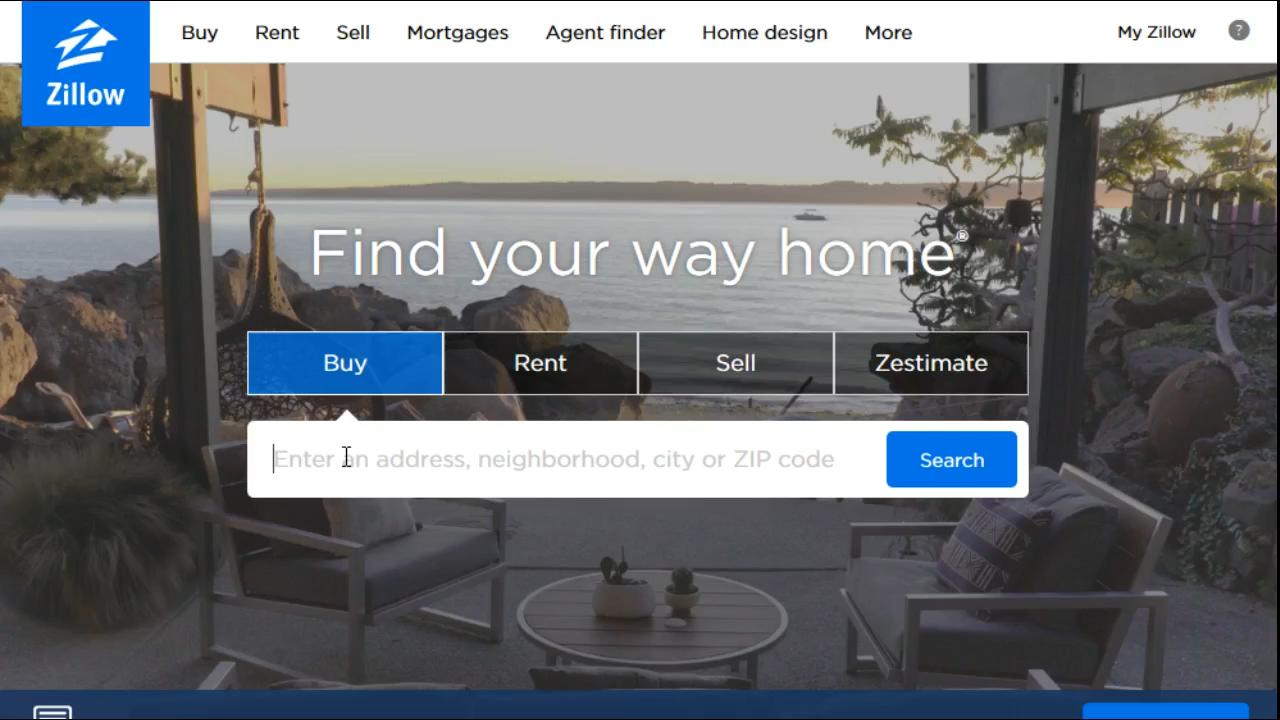 Zillow
Buy Rent Sell Mortgages Agent finder Home design More My Zillow ?
Find your way home®
Buy Rent Sell Zestimate
Enter an address, neighborhood, city or ZIP code Search